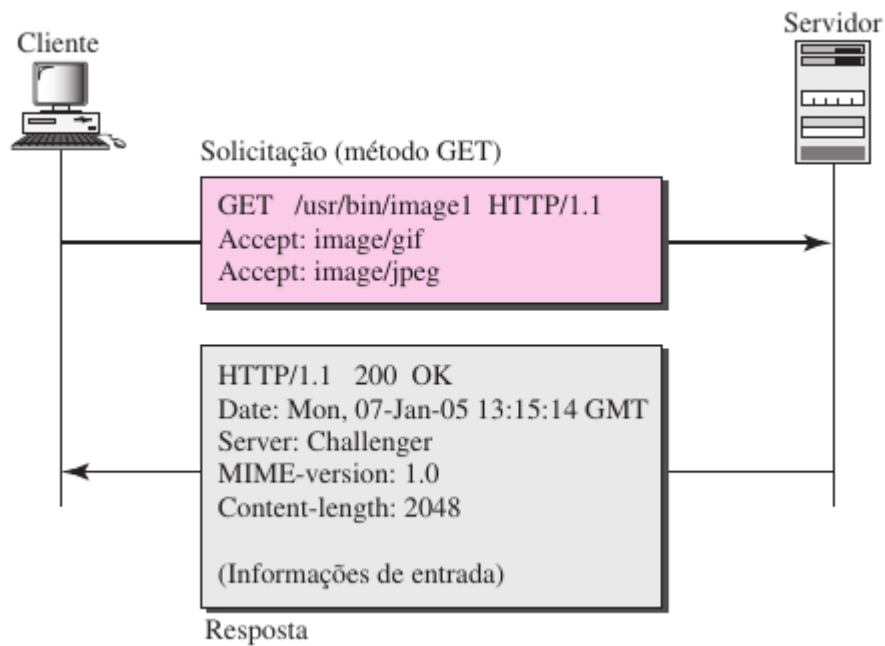 Cliente
Servidor
Solicitação (método GET)
GET /usr/bin/image1 HTTP/1.1
Accept: image/gif
Accept: image/jpeg
HTTP/1.1 200 OK
Date: Mon, 07-Jan-05 13:15:14 GMT
Server: Challenger
MIME-version: 1.0
Content-length: 2048
(Informações de entrada)
Resposta